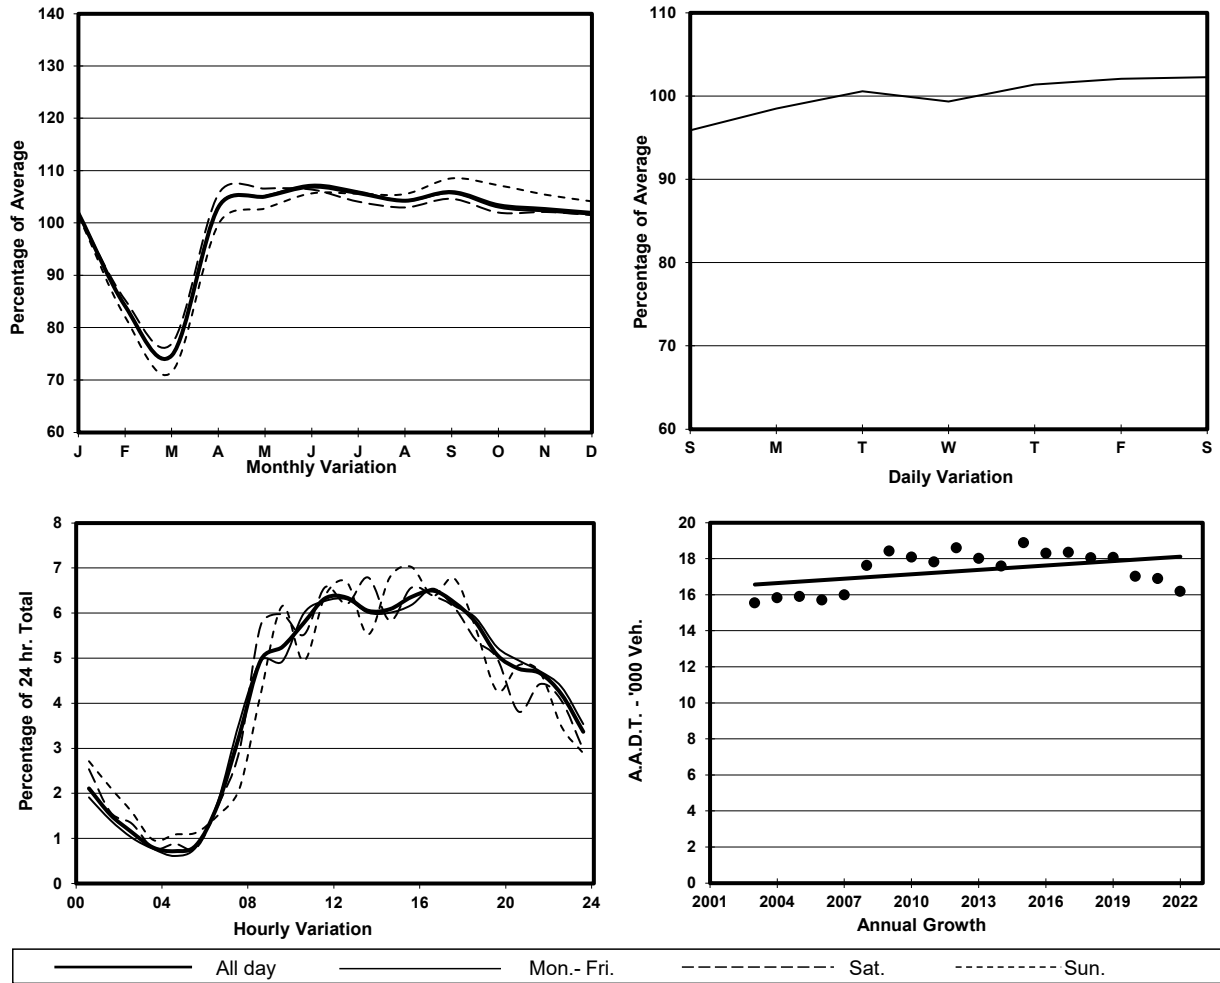 140
130
120
110
100
90
80
70
60
Percentage of Average
J F M A M J J A S O N D
Monthly Variation
110
100
90
80
70
60
Percentage of Average
S M T W T F S
Daily Variation
8
7
6
5
4
3
2
1
0
Percentage of 24 hr. Total
00 04 08 12 16 20 24
Hourly Variation
20
18
16
14
12
10
8
6
4
2
0
A.A.D.T. - '000 Veh.
2001 2004 2007 2010 2013 2016 2019 2022
Annual Growth
All day Mon.- Fri. Sat. Sun.